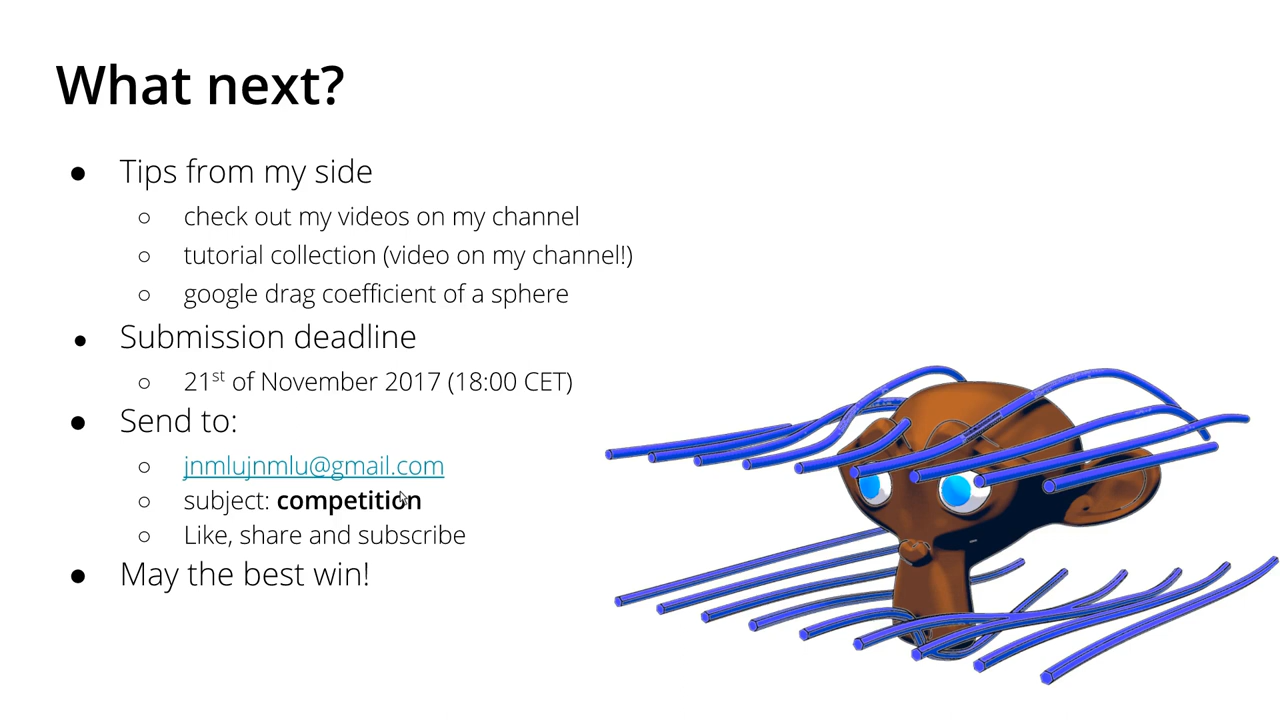 What next?
● Tips from my side
○ check out my videos on my channel
○ tutorial collection (video on my channel!)
○ google drag coefficient of a sphere
● Submission deadline
○ 21st of November 2017 (18:00 CET)
● Send to:
○ jnmlujnmlu@gmail.com
○ subject: competition
○ Like, share and subscribe
● May the best win!